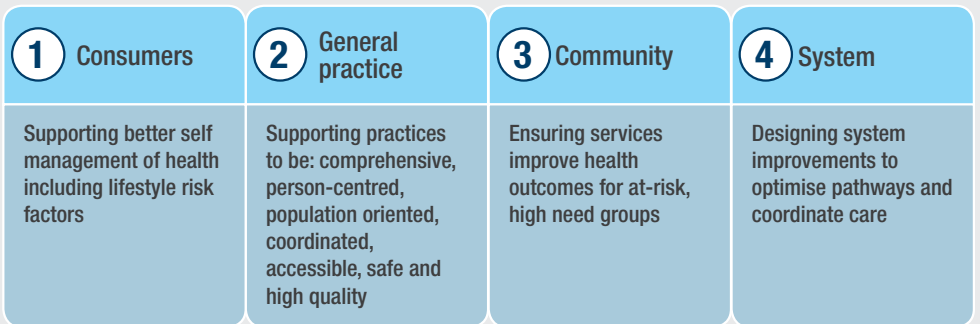 1 Consumers
Supporting better self
management of health
including lifestyle risk
factors
2 General
practice
Supporting practices
to be: comprehensive,
person-centred,
population oriented,
coordinated,
accessible, safe and
high quality
3 Community
Ensuring services
improve health
outcomes for at-risk,
high need groups
4 System
Designing system
improvements to
optimise pathways and
coordinate care